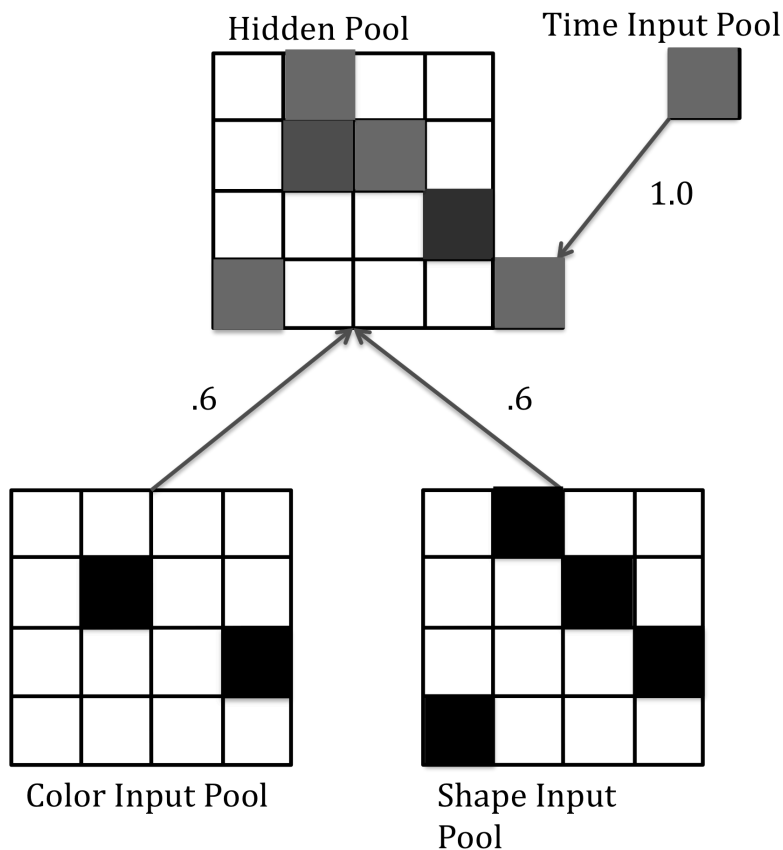 Hidden Pool
Time Input Pool
1.0
.6
.6
Color Input Pool
Shape Input
Pool